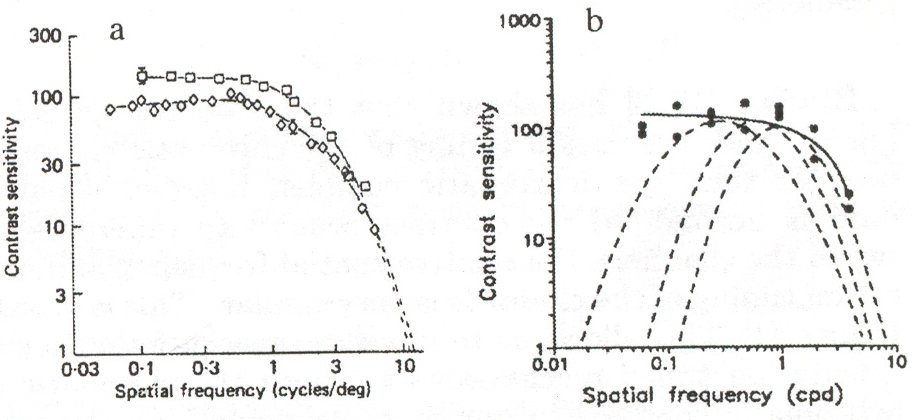 a
300
100
30
10
3
1
Contrast sensitivity
0·03 0·1 0·3 1 3 10
Spatial frequency (cycles/deg)
b
1000
100
10
1
Contrast sensitivity
0.01 0.1 1 10
Spatial frequency (cpd)